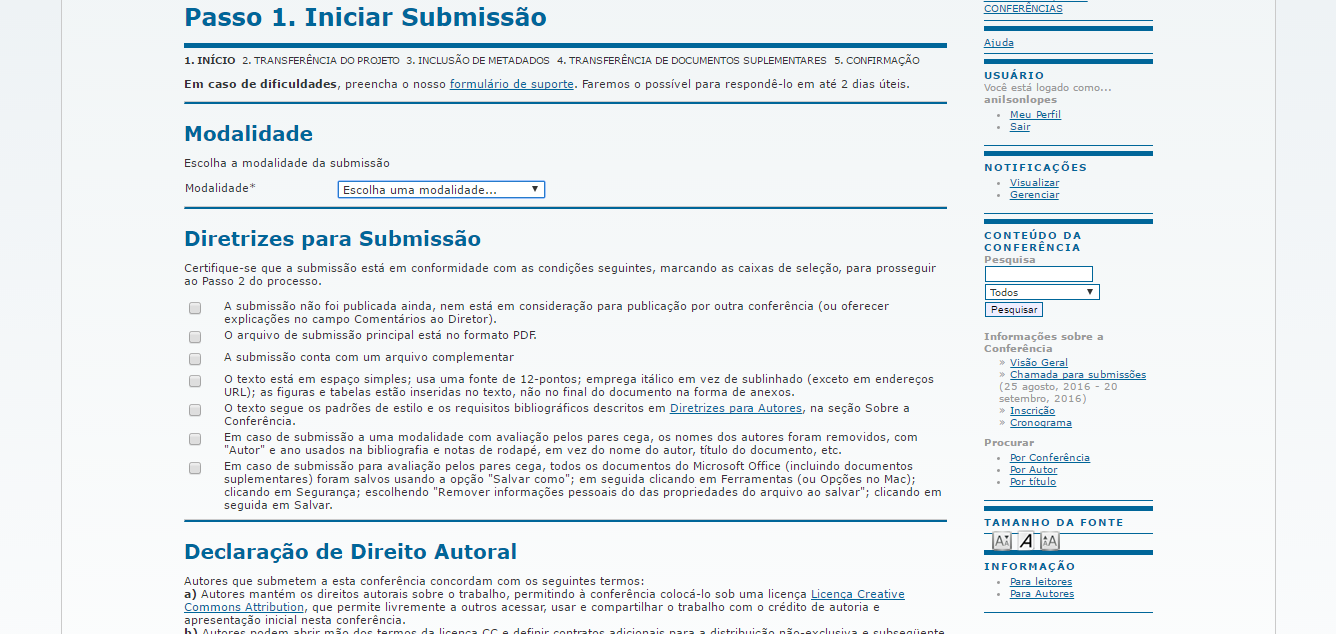 Passo 1. Iniciar Submissão
1. INÍCIO 2. TRANSFERÊNCIA DO PROJETO 3. INCLUSÃO DE METADADOS 4. TRANSFERÊNCIA DE DOCUMENTOS SUPLEMENTARES 5. CONFIRMAÇÃO
Em caso de dificuldades, preencha o nosso formulário de suporte. Faremos o possível para respondê-lo em até 2 dias úteis.
Modalidade
Escolha a modalidade da submissão
Modalidade* Escolha uma modalidade...
Diretrizes para Submissão
Certifique-se que a submissão está em conformidade com as condições seguintes, marcando as caixas de seleção, para prosseguir
ao Passo 2 do processo.
A submissão não foi publicada ainda, nem está em consideração para publicação por outra conferência (ou oferecer
explicações no campo Comentários ao Diretor).
O arquivo de submissão principal está no formato PDF.
A submissão conta com um arquivo complementar
O texto está em espaço simples; usa uma fonte de 12-pontos; emprega itálico em vez de sublinhado (exceto em endereços
URL); as figuras e tabelas estão inseridas no texto, não no final do documento na forma de anexos.
O texto segue os padrões de estilo e os requisitos bibliográficos descritos em Diretrizes para Autores, na seção Sobre a
Conferência.
Em caso de submissão a uma modalidade com avaliação pelos pares cega, os nomes dos autores foram removidos, com
"Autor" e ano usados na bibliografia e notas de rodapé, em vez do nome do autor, título do documento, etc.
Em caso de submissão para avaliação pelos pares cega, todos os documentos do Microsoft Office (incluindo documentos
suplementares) foram salvos usando a opção "Salvar como"; em seguida clicando em Ferramentas (ou Opções no Mac);
clicando em Segurança; escolhendo "Remover informações pessoais do das propriedades do arquivo ao salvar"; clicando em
seguida em Salvar.
Declaração de Direito Autoral
Autores que submetem a esta conferência concordam com os seguintes termos:
a) Autores mantém os direitos autorais sobre o trabalho, permitindo à conferência colocá-lo sob uma licença Licença Creative
Commons Attribution, que permite livremente a outros acessar, usar e compartilhar o trabalho com o crédito de autoria e
apresentação inicial nesta conferência.
b) Autores podem abrir mão dos termos da licença CC e definir contratos adicionais para a distribuição não-exclusiva e subseqüente
CONFERÊNCIAS
Ajuda
USUÁRIO
Você está logado como...
anilsonlopes
Meu Perfil
Sair
NOTIFICAÇÕES
Visualizar
Gerenciar
CONTEÚDO DA
CONFERÊNCIA
Pesquisa
Todos
Pesquisar
Informações sobre a
Conferência
» Visão Geral
» Chamada para submissões
(25 agosto, 2016 - 20
setembro, 2016)
» Inscrição
» Cronograma
Procurar
Por Conferência
Por Autor
Por título
TAMANHO DA FONTE
INFORMAÇÃO
Para leitores
Para Autores